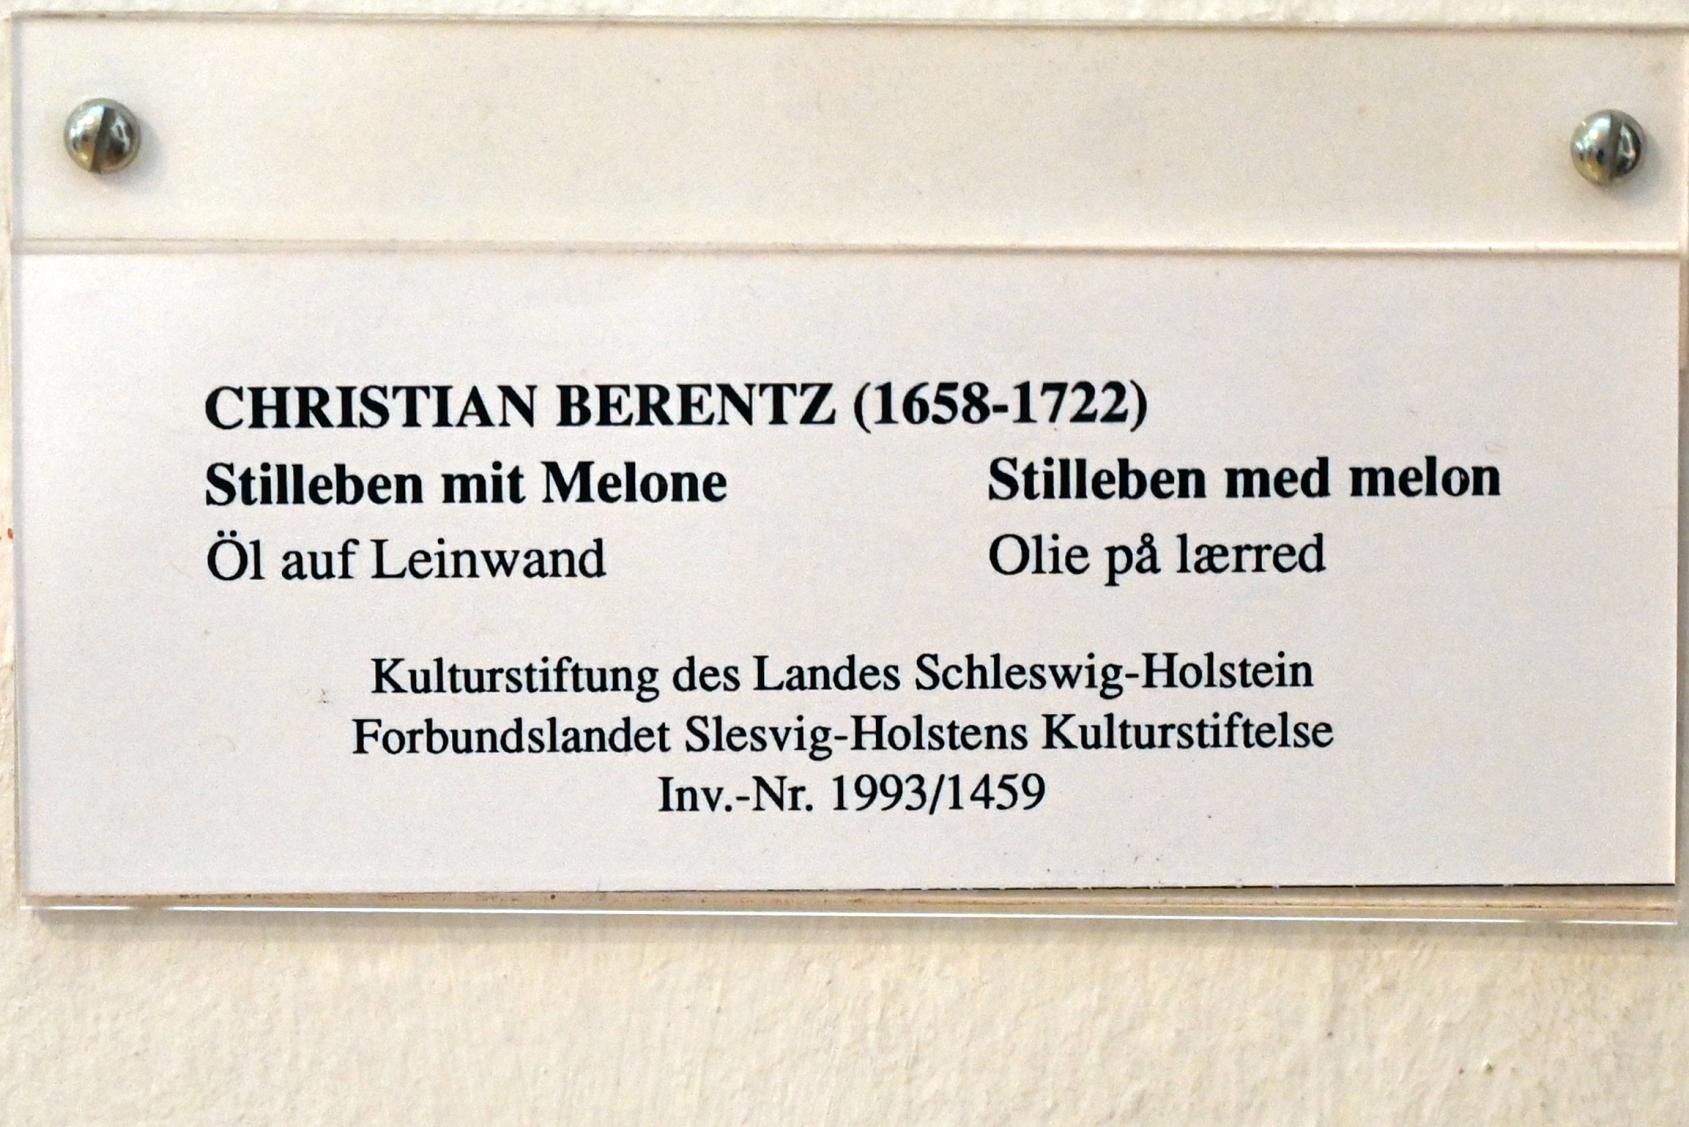 CHRISTIAN BERENTZ (1658-1722)
Stilleben mit Melone Stilleben med melon
Öl auf Leinwand Olie på lærred
Kulturstiftung des Landes Schleswig-Holstein
Forbundslandet Slesvig-Holstens Kulturstiftelse
Inv.-Nr. 1993/1459